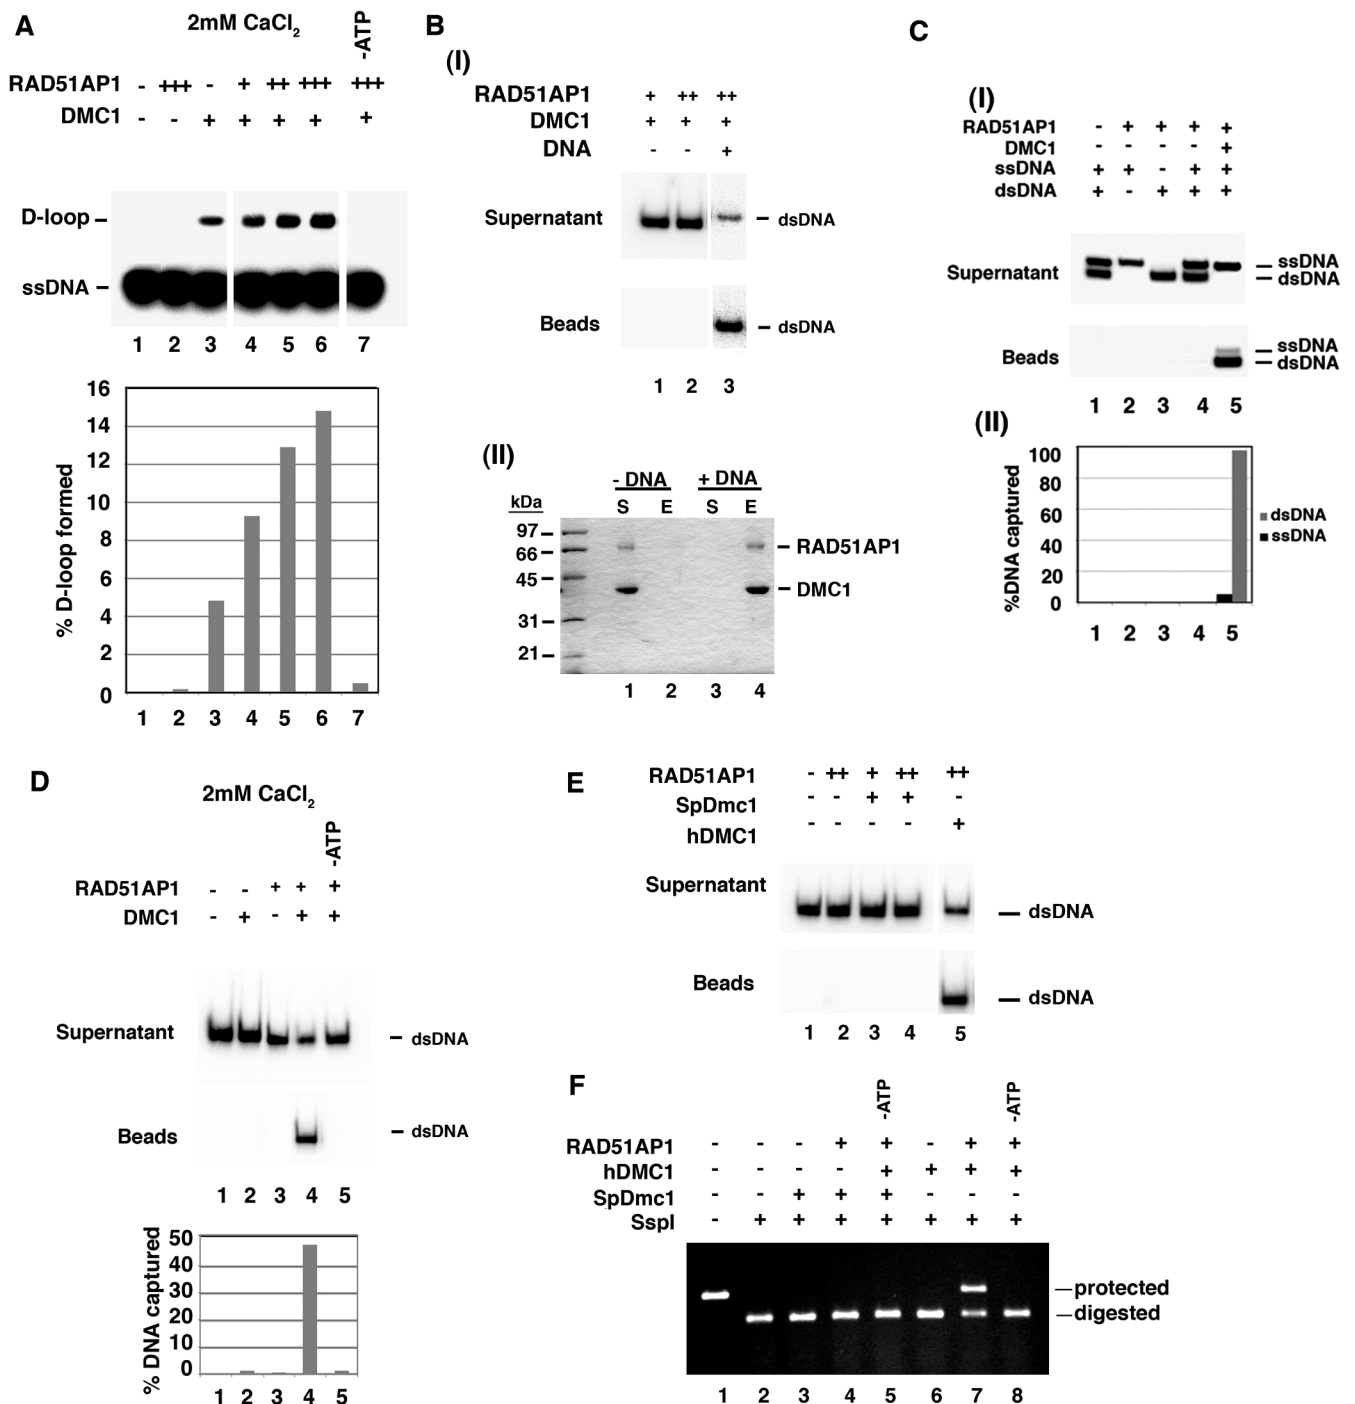 A
2mM CaCl2
-ATP
RAD51AP1 - +++ - + ++ +++ +++
DMC1 - - + + + + +
D-loop
ssDNA
1 2 3 4 5 6 7
% D-loop formed
16
14
12
10
8
6
4
2
0
1 2 3 4 5 6 7
B
(I)
RAD51AP1 + ++ ++
DMC1 + + +
DNA - - +
Supernatant dsDNA
Beads dsDNA
1 2 3
(II)
- DNA + DNA
kDa S E S E
97
66
45
31
21
RAD51AP1
DMC1
1 2 3 4
C
(I)
RAD51AP1 - + + + +
DMC1 - - - - +
ssDNA + + - + +
dsDNA + - + + +
Supernatant
ssDNA
dsDNA
Beads
ssDNA
dsDNA
1 2 3 4 5
(II)
%DNA captured
100
80
60
40
20
0
dsDNA
ssDNA
1 2 3 4 5
D
2mM CaCl2
-ATP
RAD51AP1 - - + + +
DMC1 - + - + +
Supernatant dsDNA
Beads dsDNA
1 2 3 4 5
% DNA captured
50
40
30
20
10
0
1 2 3 4 5
E
RAD51AP1 - ++ + ++ ++
SpDmc1 - - + + -
hDMC1 - - - - +
Supernatant
dsDNA
Beads
dsDNA
1 2 3 4 5
F
-ATP -ATP
RAD51AP1 - - - + + - + +
hDMC1 - - - - + + + +
SpDmc1 - - + + + - - -
SspI - + + + + + + +
protected
digested
1 2 3 4 5 6 7 8